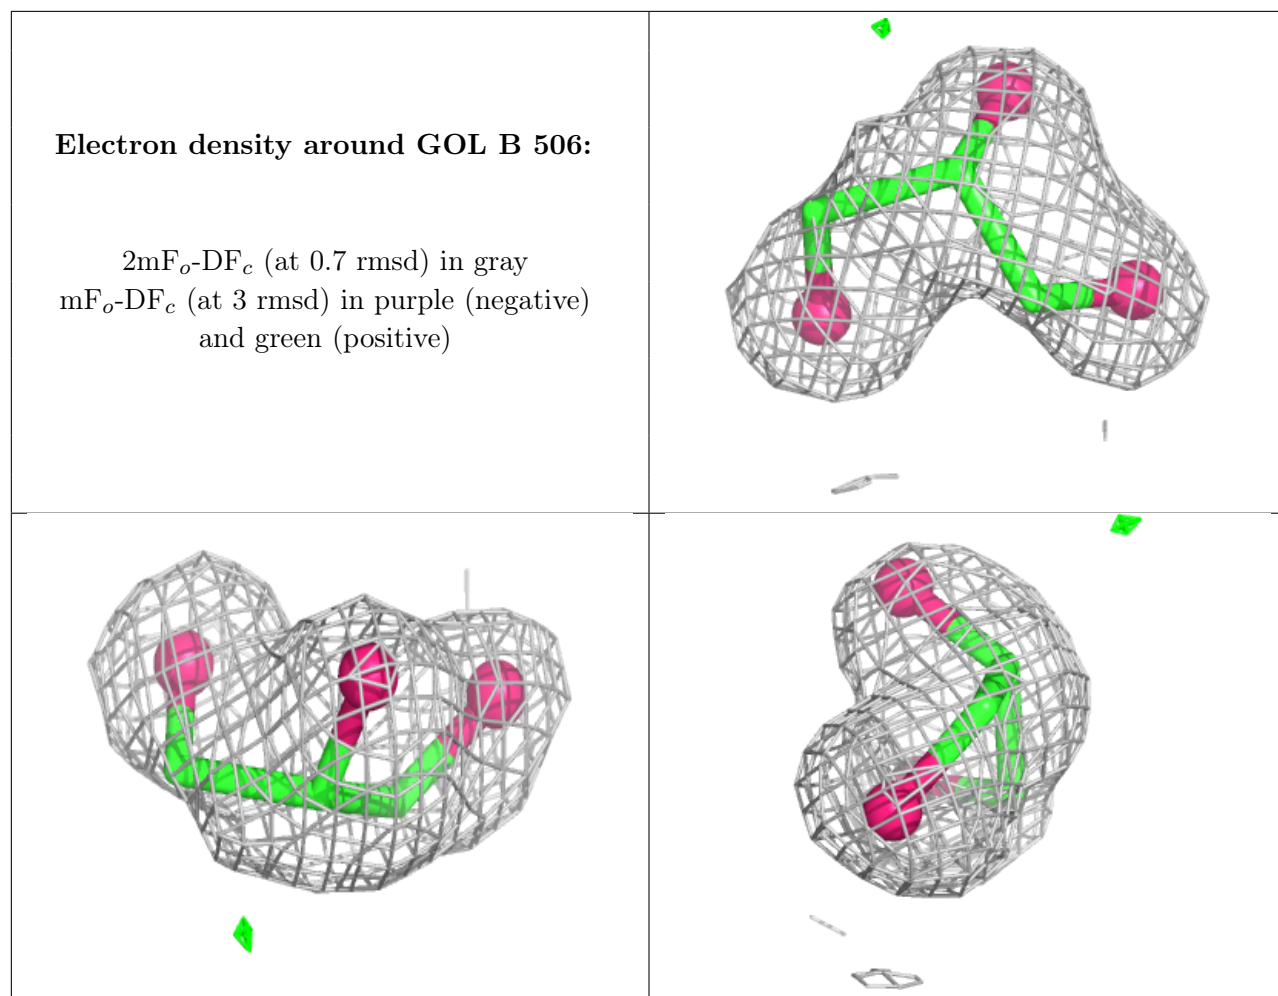 Electron density around GOL B 506:
2mFo-DFc (at 0.7 rmsd) in gray
mFo-DFc (at 3 rmsd) in purple (negative)
and green (positive)